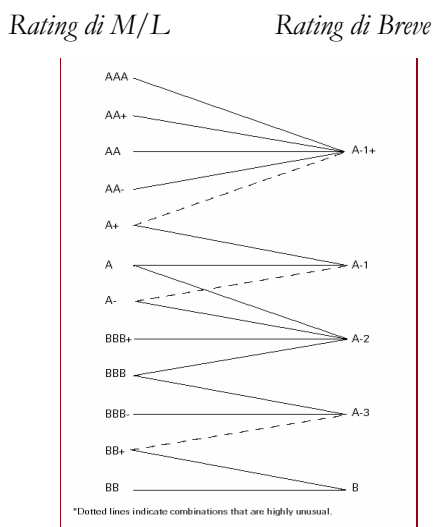 Rating di M/L Rating di Breve
AAA
AA+
AA A-1+
AA-
A+
A A-1
A-
BBB+ A-2
BBB
BBB- A-3
BB+
BB B
*Dotted lines indicate combinations that are highly unusual.